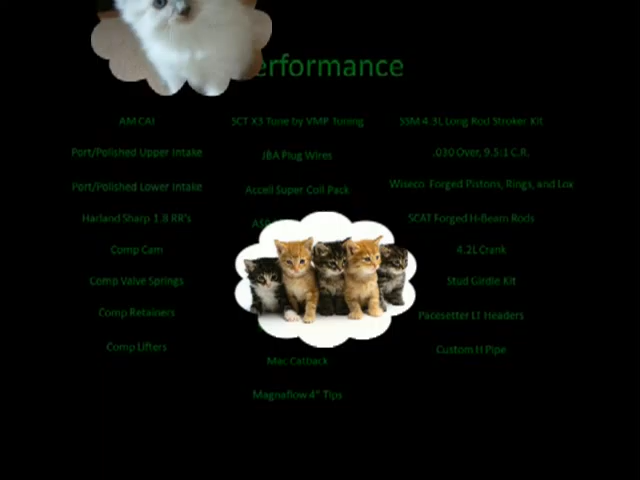 erformance
AM CAI
Port/Polished Upper Intake
Port/Polished Lower Intake
Harland Sharp 1.8 RR's
Comp Cam
Comp Valve Springs
Comp Retainers
Comp Lifters
SCT X3 Tune by VMP Tuning
JBA Plug Wires
Accell Super Coil Pack
Mac Catback
Magnaflow 4" Tips
SSM 4.3L Long Rod Stroker Kit
.030 Over, 9.5:1 C.R.
Wiseco Forged Pistons, Rings, and Lox
SCAT Forged H-Beam Rods
4.2L Crank
Stud Girdle Kit
Pacesetter LT Headers
Custom H Pipe